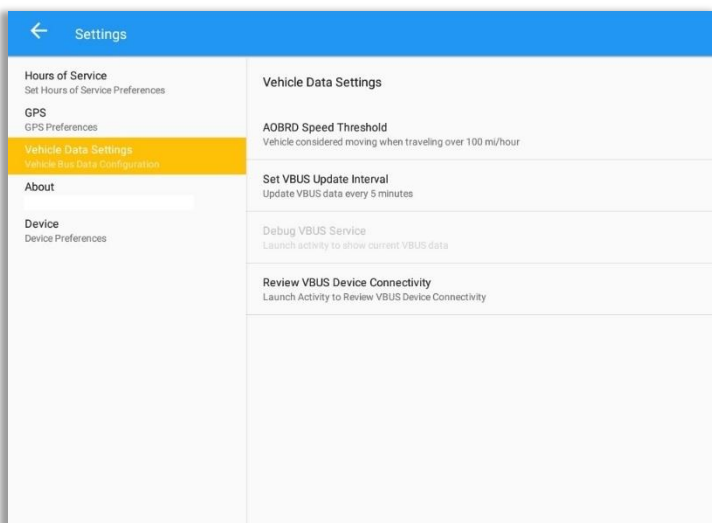 Settings
Hours of Service
Set Hours of Service Preferences
GPS
GPS Preferences
Vehicle Data Settings
Vehicle Bus Data Configuration
About
Device
Device Preferences
Vehicle Data Settings
AOBRD Speed Threshold
Vehicle considered moving when traveling over 100 mi/hour
Set VBUS Update Interval
Update VBUS data every 5 minutes
Debug VBUS Service
Launch activity to show current VBUS data
Review VBUS Device Connectivity
Launch Activity to Review VBUS Device Connectivity